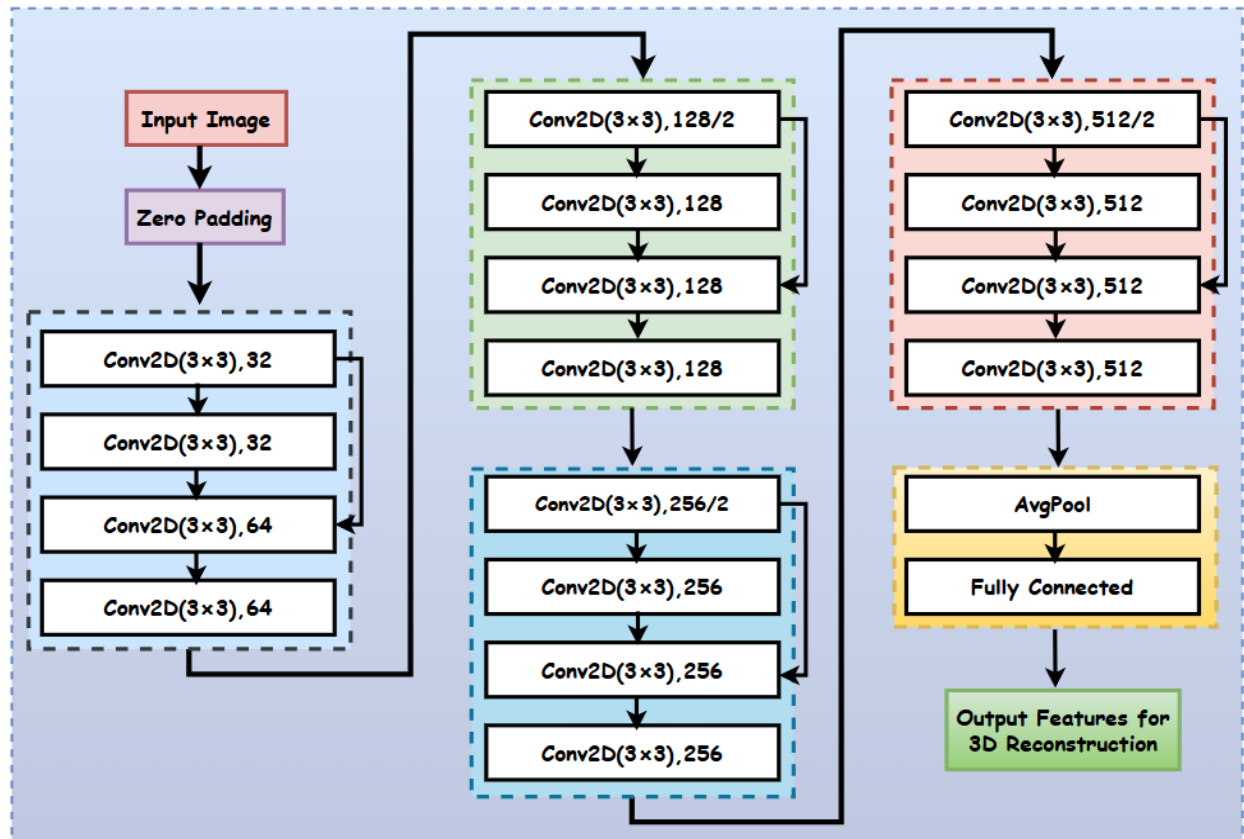 Input Image
Zero Padding
Conv2D(3×3),32
Conv2D(3×3),32
Conv2D(3×3),64
Conv2D(3×3),64
Conv2D(3×3),128/2
Conv2D(3×3),128
Conv2D(3×3),128
Conv2D(3×3),128
Conv2D(3×3),256/2
Conv2D(3×3),256
Conv2D(3×3),256
Conv2D(3×3),256
Conv2D(3×3),512/2
Conv2D(3×3),512
Conv2D(3×3),512
Conv2D(3×3),512
AvgPool
Fully Connected
Output Features for
3D Reconstruction